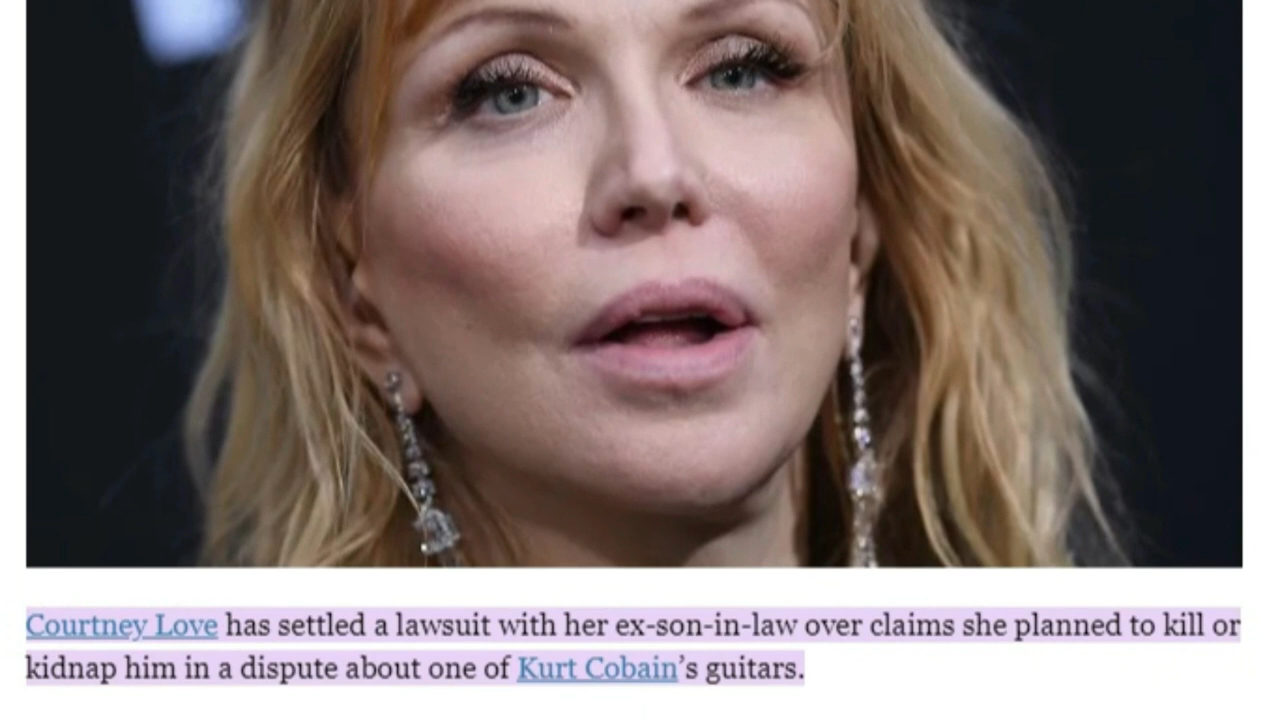 Courtney Love has settled a lawsuit with her ex-son-in-law over claims she planned to kill or
kidnap him in a dispute about one of Kurt Cobain’s guitars.